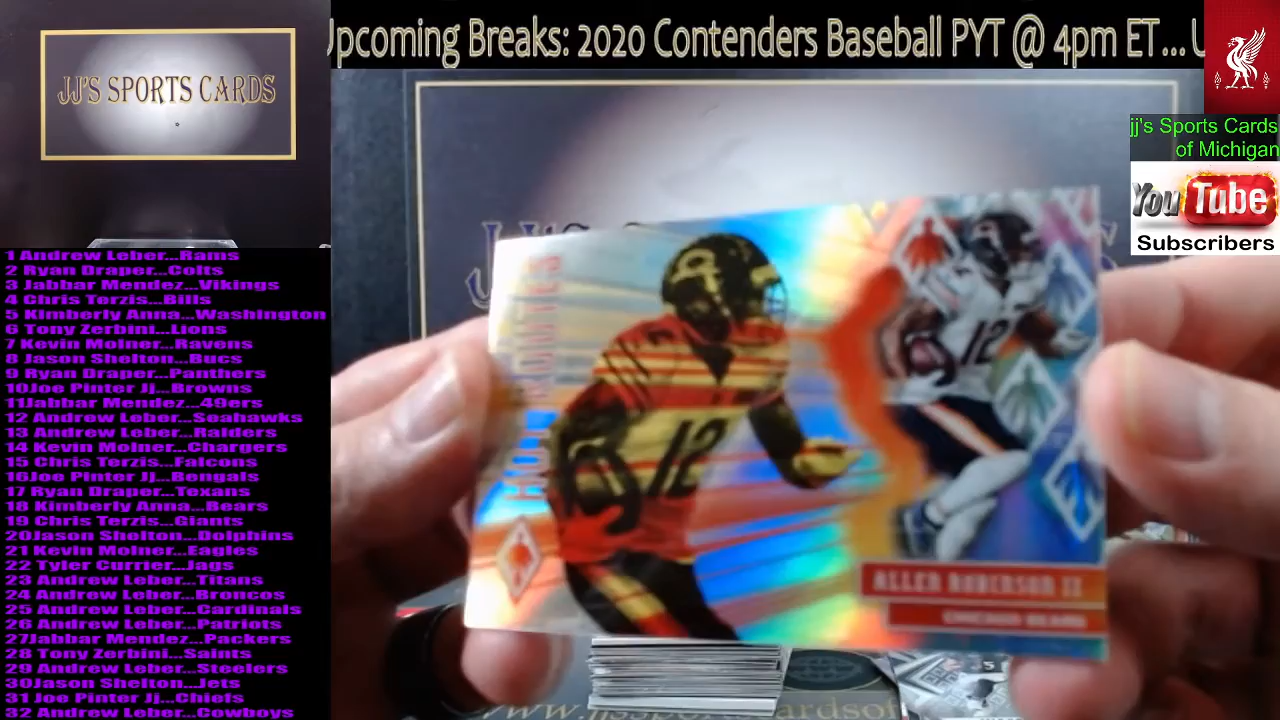 Upcoming Breaks: 2020 Contenders Baseball PYT @ 4pm ET... U
JJ'S SPORTS CARDS
jj's Sports Cards
of Michigan
YouTube
Subscribers
1 Andrew Leber...Rams
2 Ryan Draper...Colts
3 Jabbar Mendez...Vikings
4 Chris Terzis...Bills
5 Kimberly Anna...Washington
6 Tony Zerbini...Lions
7 Kevin Molner...Ravens
8 Jason Shelton...Bucs
9 Ryan Draper...Panthers
10Joe Pinter Jj...Browns
11Jabbar Mendez...49ers
12 Andrew Leber...Seahawks
13 Andrew Leber...Raiders
14 Kevin Molner...Chargers
15 Chris Terzis...Falcons
16Joe Pinter Jj...Bengals
17 Ryan Draper...Texans
18 Kimberly Anna...Bears
19 Chris Terzis...Giants
20Jason Shelton...Dolphins
21 Kevin Molner...Eagles
22 Tyler Currier...Jags
23 Andrew Leber...Titans
24 Andrew Leber...Broncos
25 Andrew Leber...Cardinals
26 Andrew Leber...Patriots
27Jabbar Mendez...Packers
28 Tony Zerbini...Saints
29 Andrew Leber...Steelers
30Jason Shelton...Jets
31 Joe Pinter Jj...Chiefs
32 Andrew Leber...Cowboys
HOT ROUTES
12
12
ALLEN ROBINSON II
CHICAGO BEARS